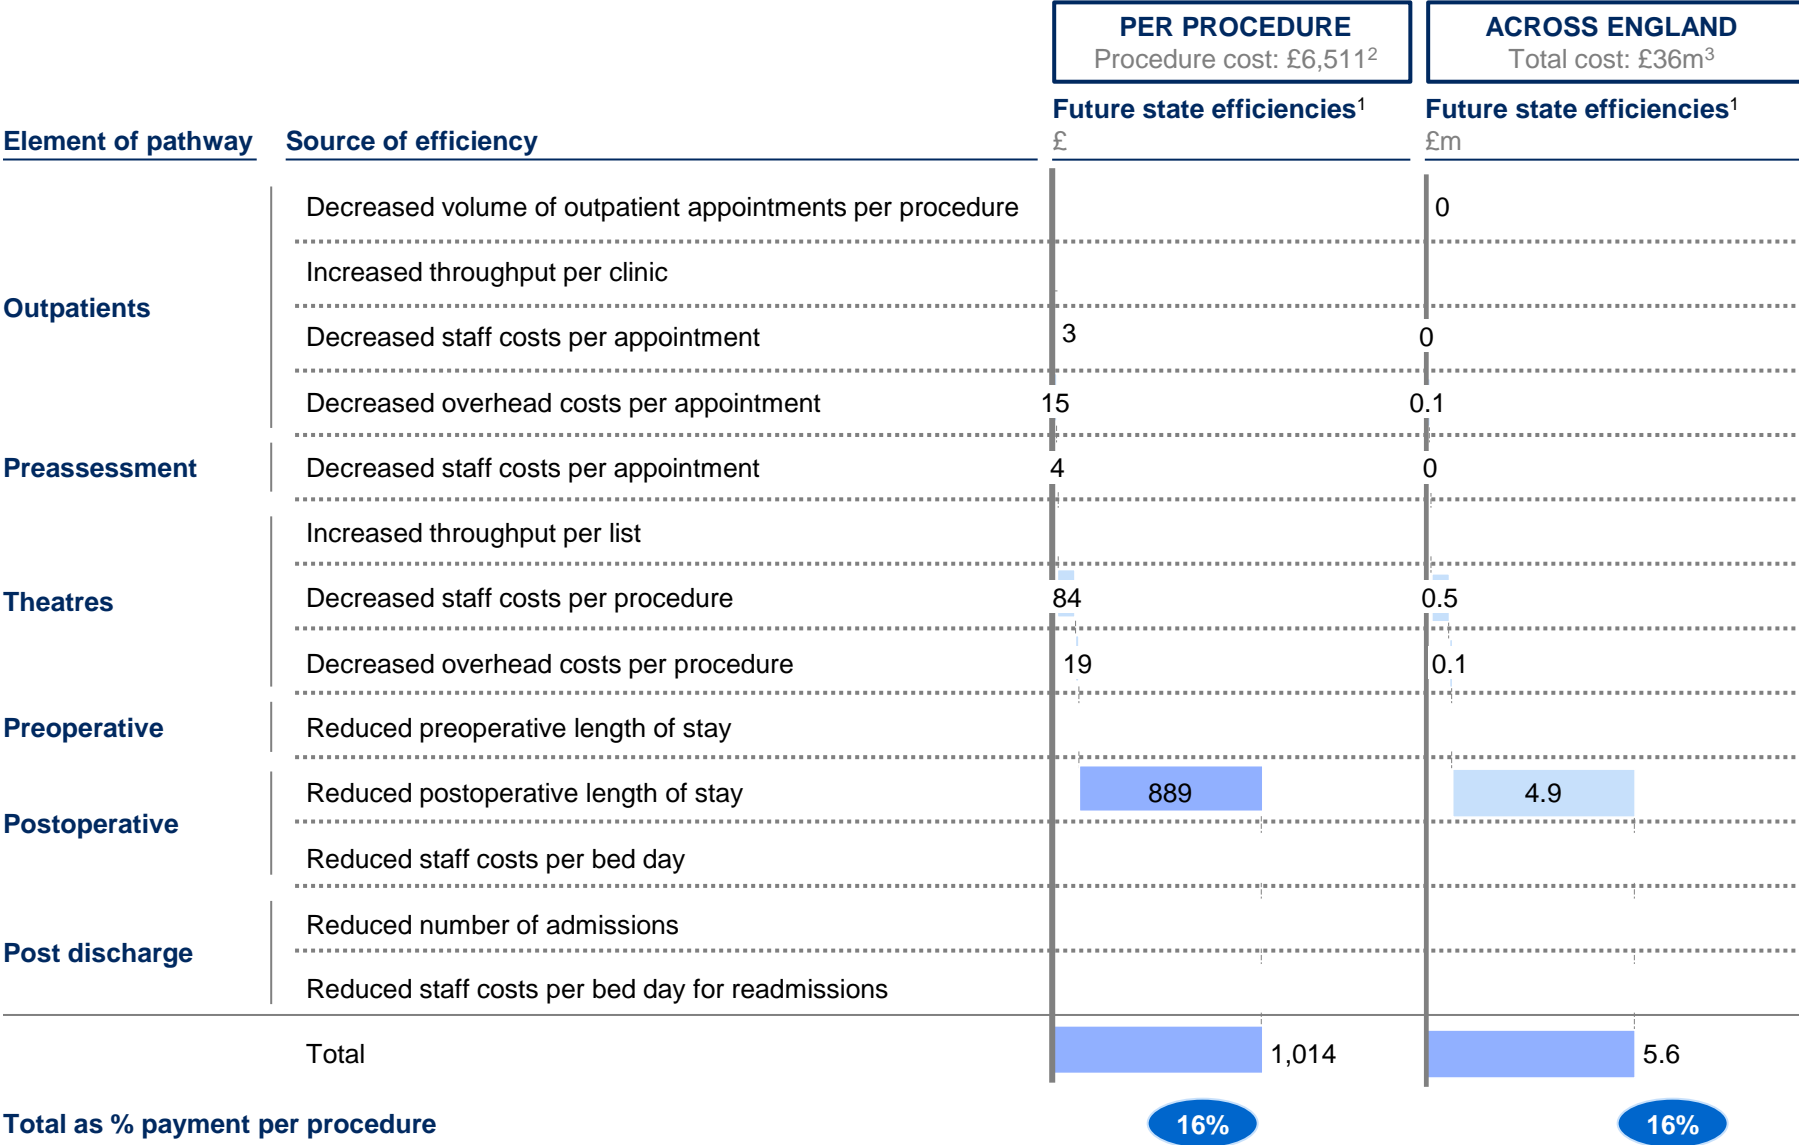 PER PROCEDURE
Procedure cost: £6,511²
ACROSS ENGLAND
Total cost: £36m³
Element of pathway
Source of efficiency
Future state efficiencies¹
£
Future state efficiencies¹
£m
Outpatients
Decreased volume of outpatient appointments per procedure
0
Increased throughput per clinic
Decreased staff costs per appointment
3
0
Decreased overhead costs per appointment
15
0.1
Preassessment
Decreased staff costs per appointment
4
0
Theatres
Increased throughput per list
Decreased staff costs per procedure
84
0.5
Decreased overhead costs per procedure
19
0.1
Preoperative
Reduced preoperative length of stay
Postoperative
Reduced postoperative length of stay
889
4.9
Reduced staff costs per bed day
Post discharge
Reduced number of admissions
Reduced staff costs per bed day for readmissions
Total
1,014
5.6
Total as % payment per procedure
16%
16%